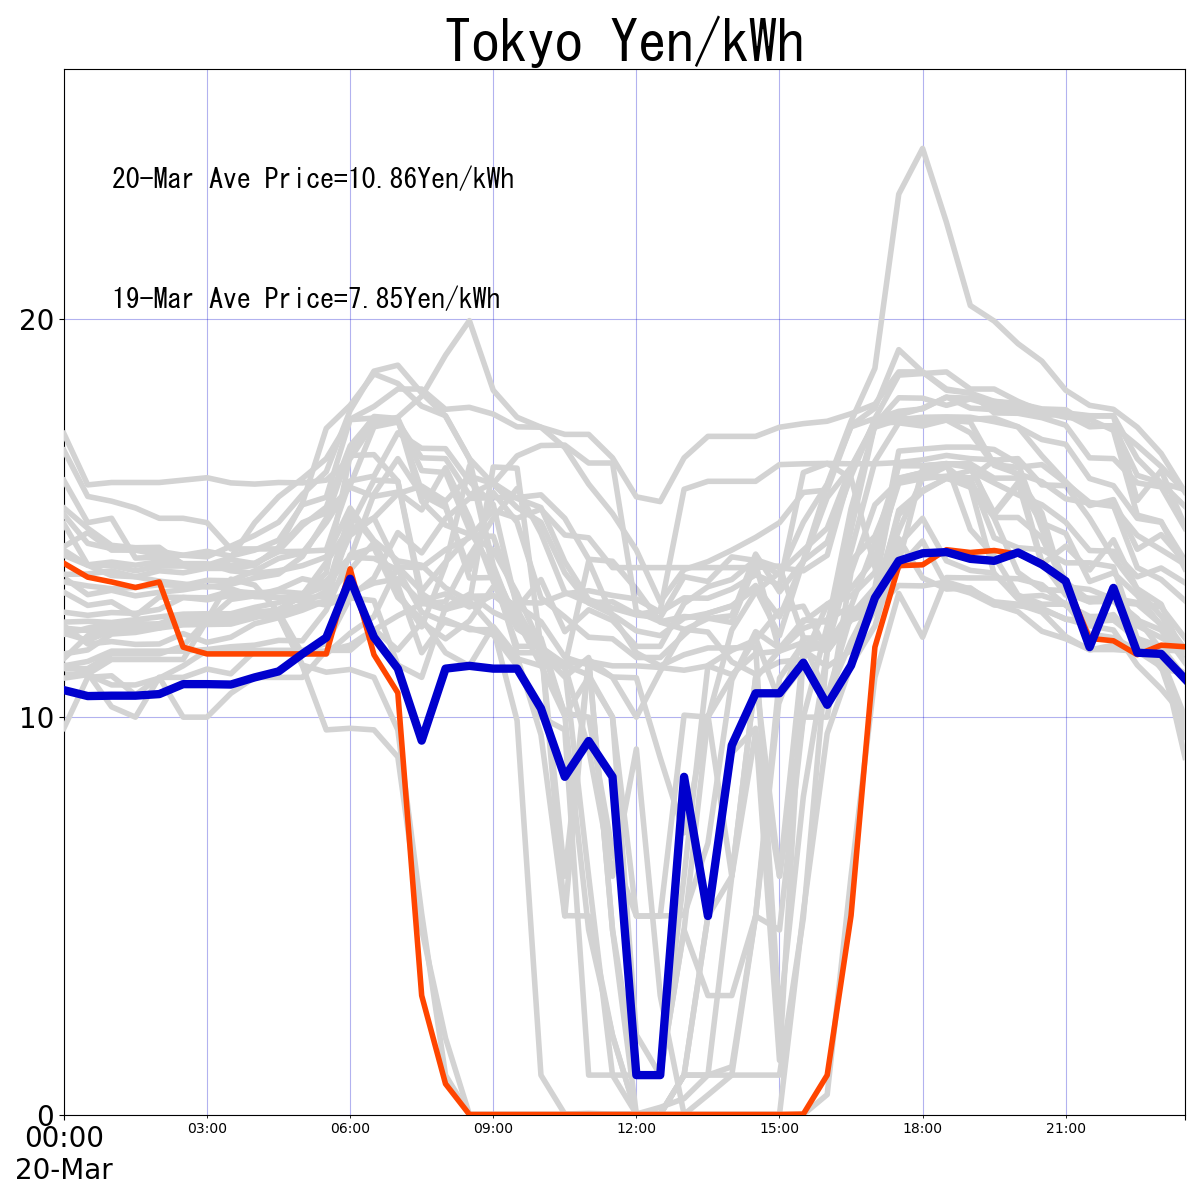 Tokyo Yen/kWh
20-Mar Ave Price=10.86Yen/kWh
19-Mar Ave Price=7.85Yen/kWh
20
10
0
00:00 03:00 06:00 09:00 12:00 15:00 18:00 21:00
20-Mar